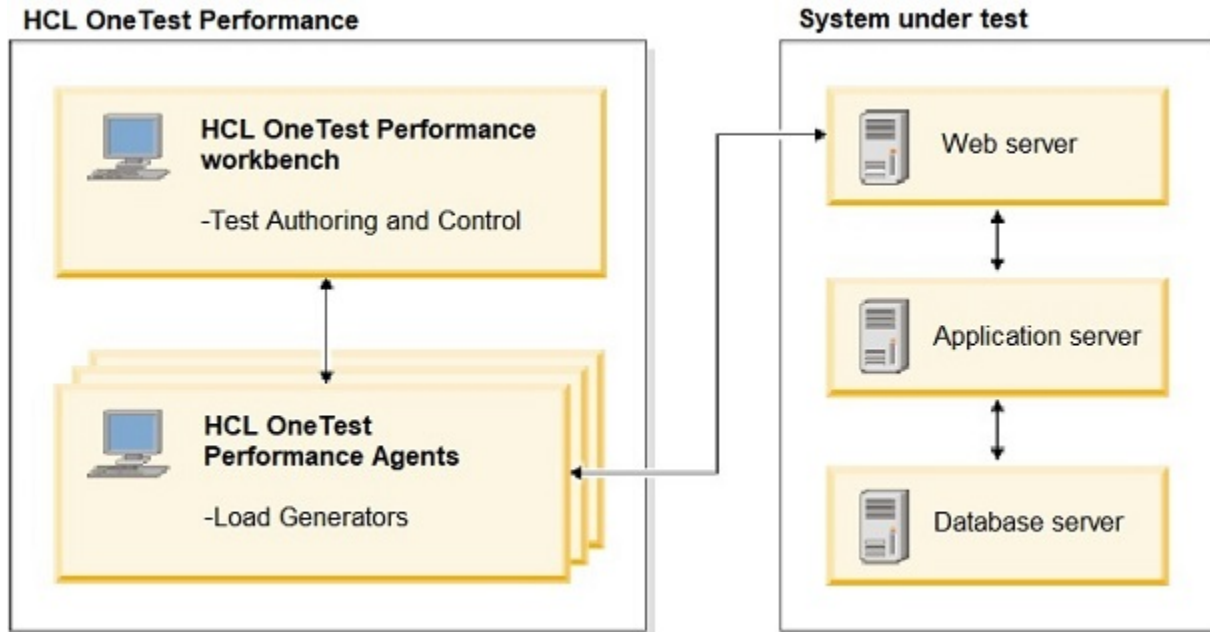 HCL OneTest Performance
HCL OneTest Performance
workbench
-Test Authoring and Control
HCL OneTest
Performance Agents
-Load Generators
System under test
Web server
Application server
Database server